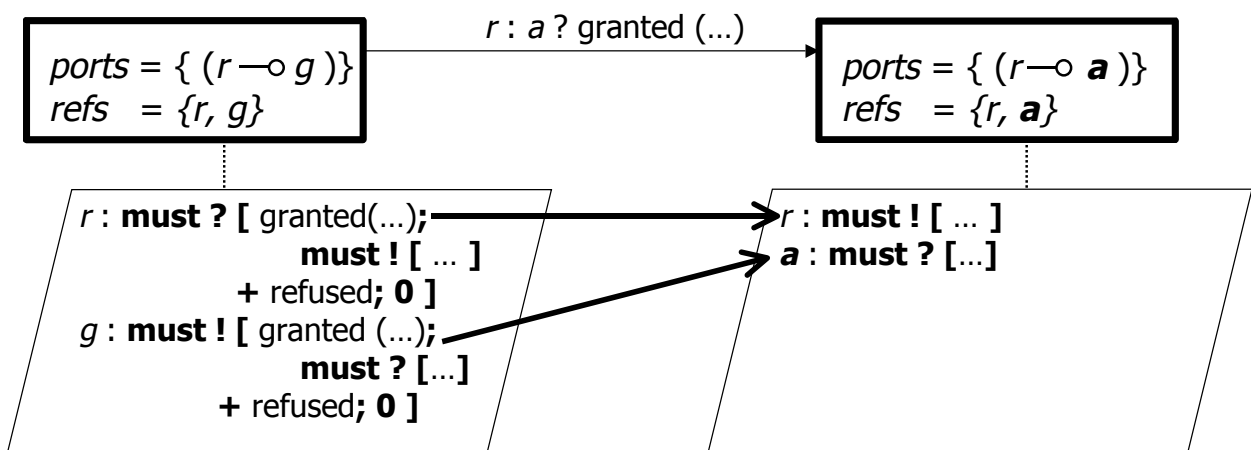 r : a ? granted (…)
ports = { (r —o g )}
refs = {r, g}
ports = { (r—o a )}
refs = {r, a}
r : must ? [ granted(…);
must ! [ … ]
+ refused; 0 ]
g : must ! [ granted (…);
must ? […]
+ refused; 0 ]
r : must ! [ … ]
a : must ? […]